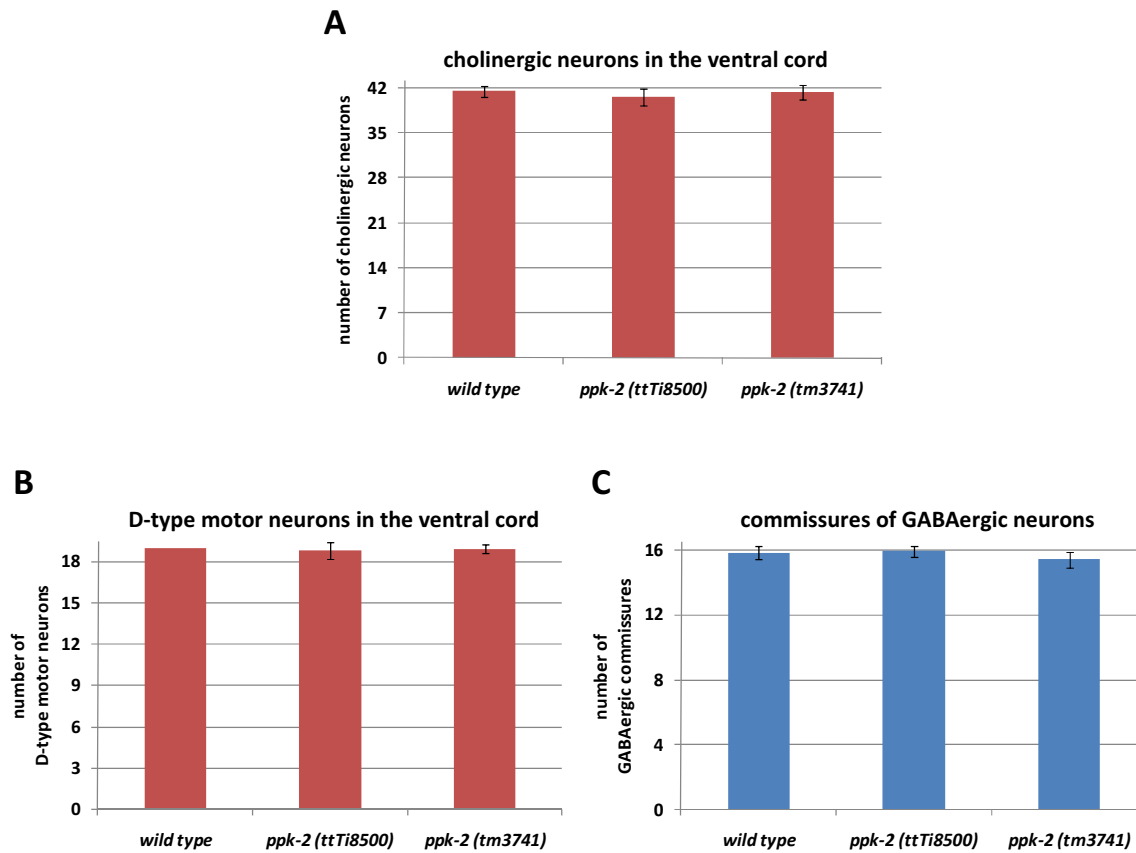 A
cholinergic neurons in the ventral cord
number of cholinergic neurons
42
35
28
21
14
7
0
wild type
ppk-2 (ttTi8500)
ppk-2 (tm3741)
B
D-type motor neurons in the ventral cord
number of
D-type motor neurons
18
15
12
9
6
3
0
wild type
ppk-2 (ttTi8500)
ppk-2 (tm3741)
C
commissures of GABAergic neurons
number of
GABAergic commissures
16
12
8
4
0
wild type
ppk-2 (ttTi8500)
ppk-2 (tm3741)